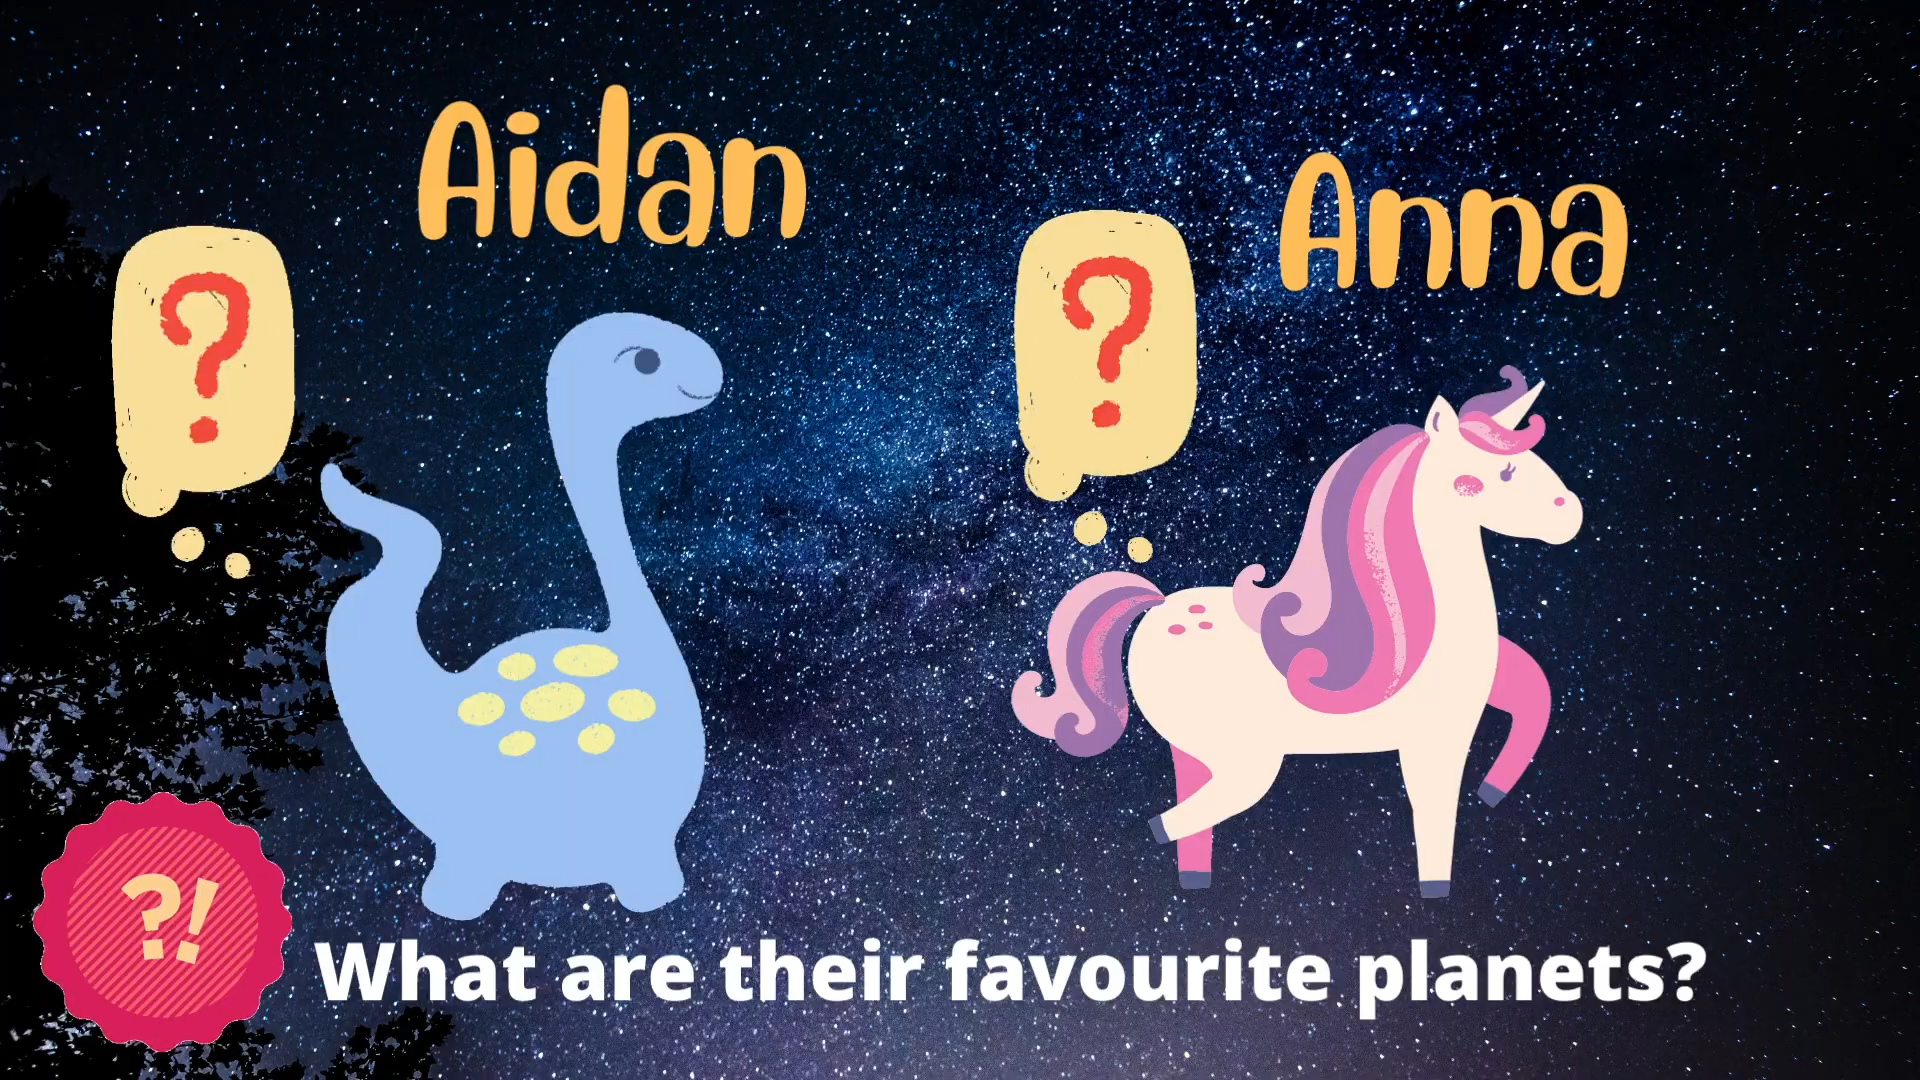 Aidan
Anna
?
?
?!
What are their favourite planets?